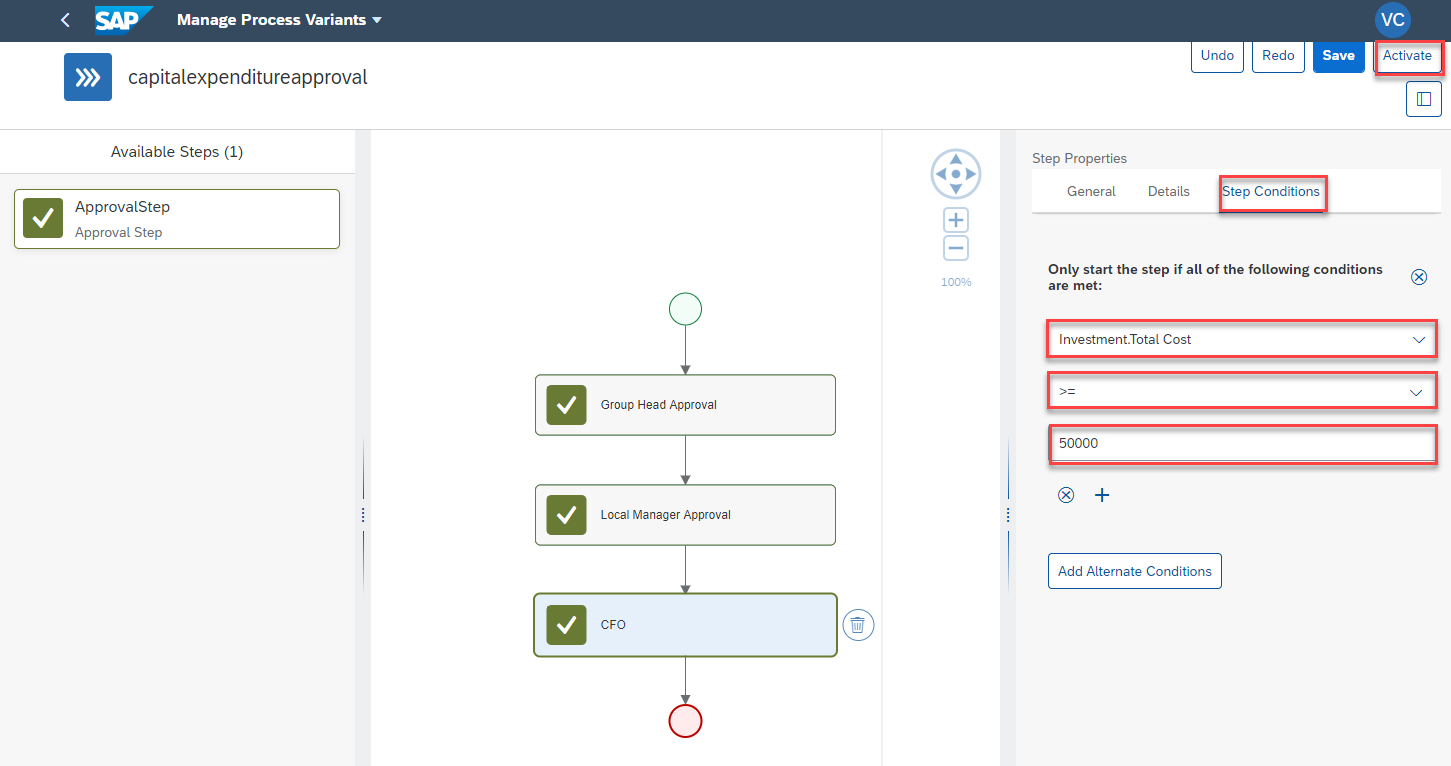 SAP
Manage Process Variants
VC
capitalexpenditureapproval
Undo
Redo
Save
Activate
Available Steps (1)
ApprovalStep
Approval Step
100%
Group Head Approval
Local Manager Approval
CFO
Step Properties
General
Details
Step Conditions
Only start the step if all of the following conditions
are met:
Investment.Total Cost
>=
50000
Add Alternate Conditions